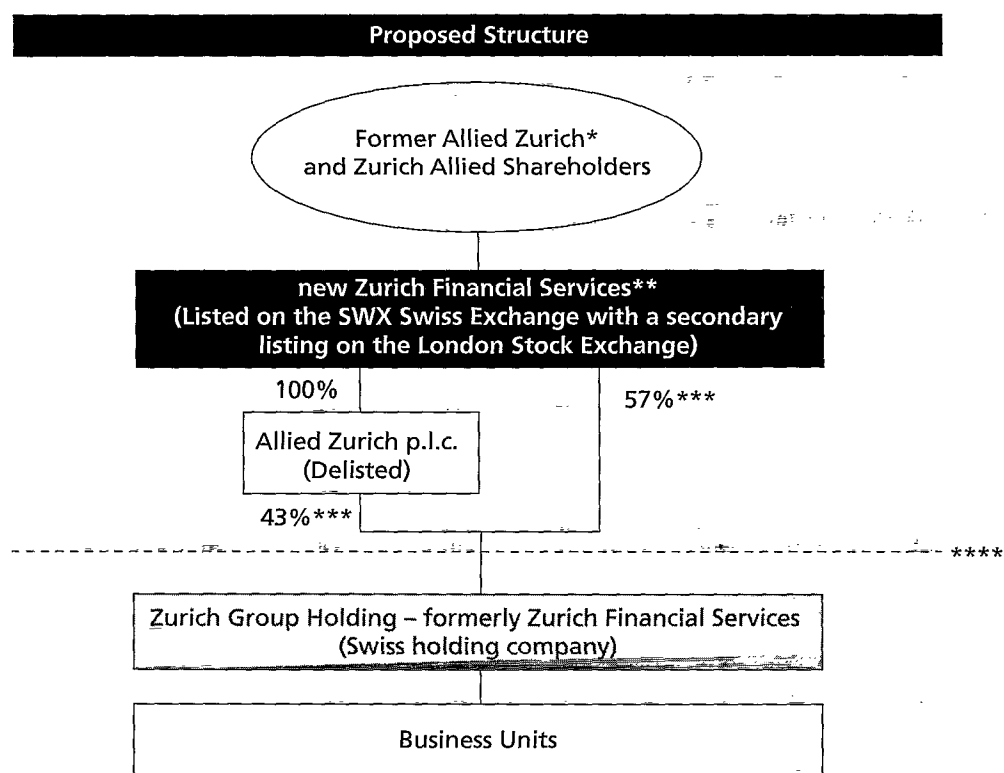 Proposed Structure
Former Allied Zurich*
and Zurich Allied Shareholders
new Zurich Financial Services**
(Listed on the SWX Swiss Exchange with a secondary
listing on the London Stock Exchange)
100%
57%***
Allied Zurich p.l.c.
(Delisted)
43%***
****
Zurich Group Holding – formerly Zurich Financial Services
(Swiss holding company)
Business Units